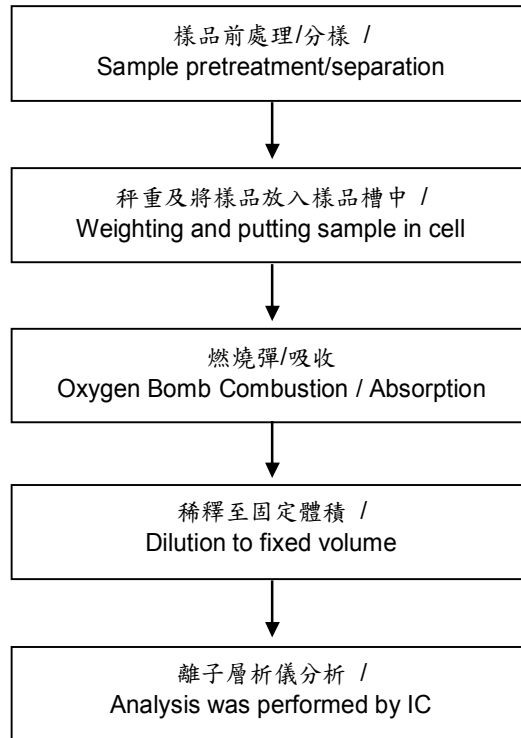 樣品前處理/分樣 /
Sample pretreatment/separation
秤重及將樣品放入樣品槽中 /
Weighting and putting sample in cell
燃燒彈/吸收
Oxygen Bomb Combustion / Absorption
稀釋至固定體積 /
Dilution to fixed volume
離子層析儀分析 /
Analysis was performed by IC